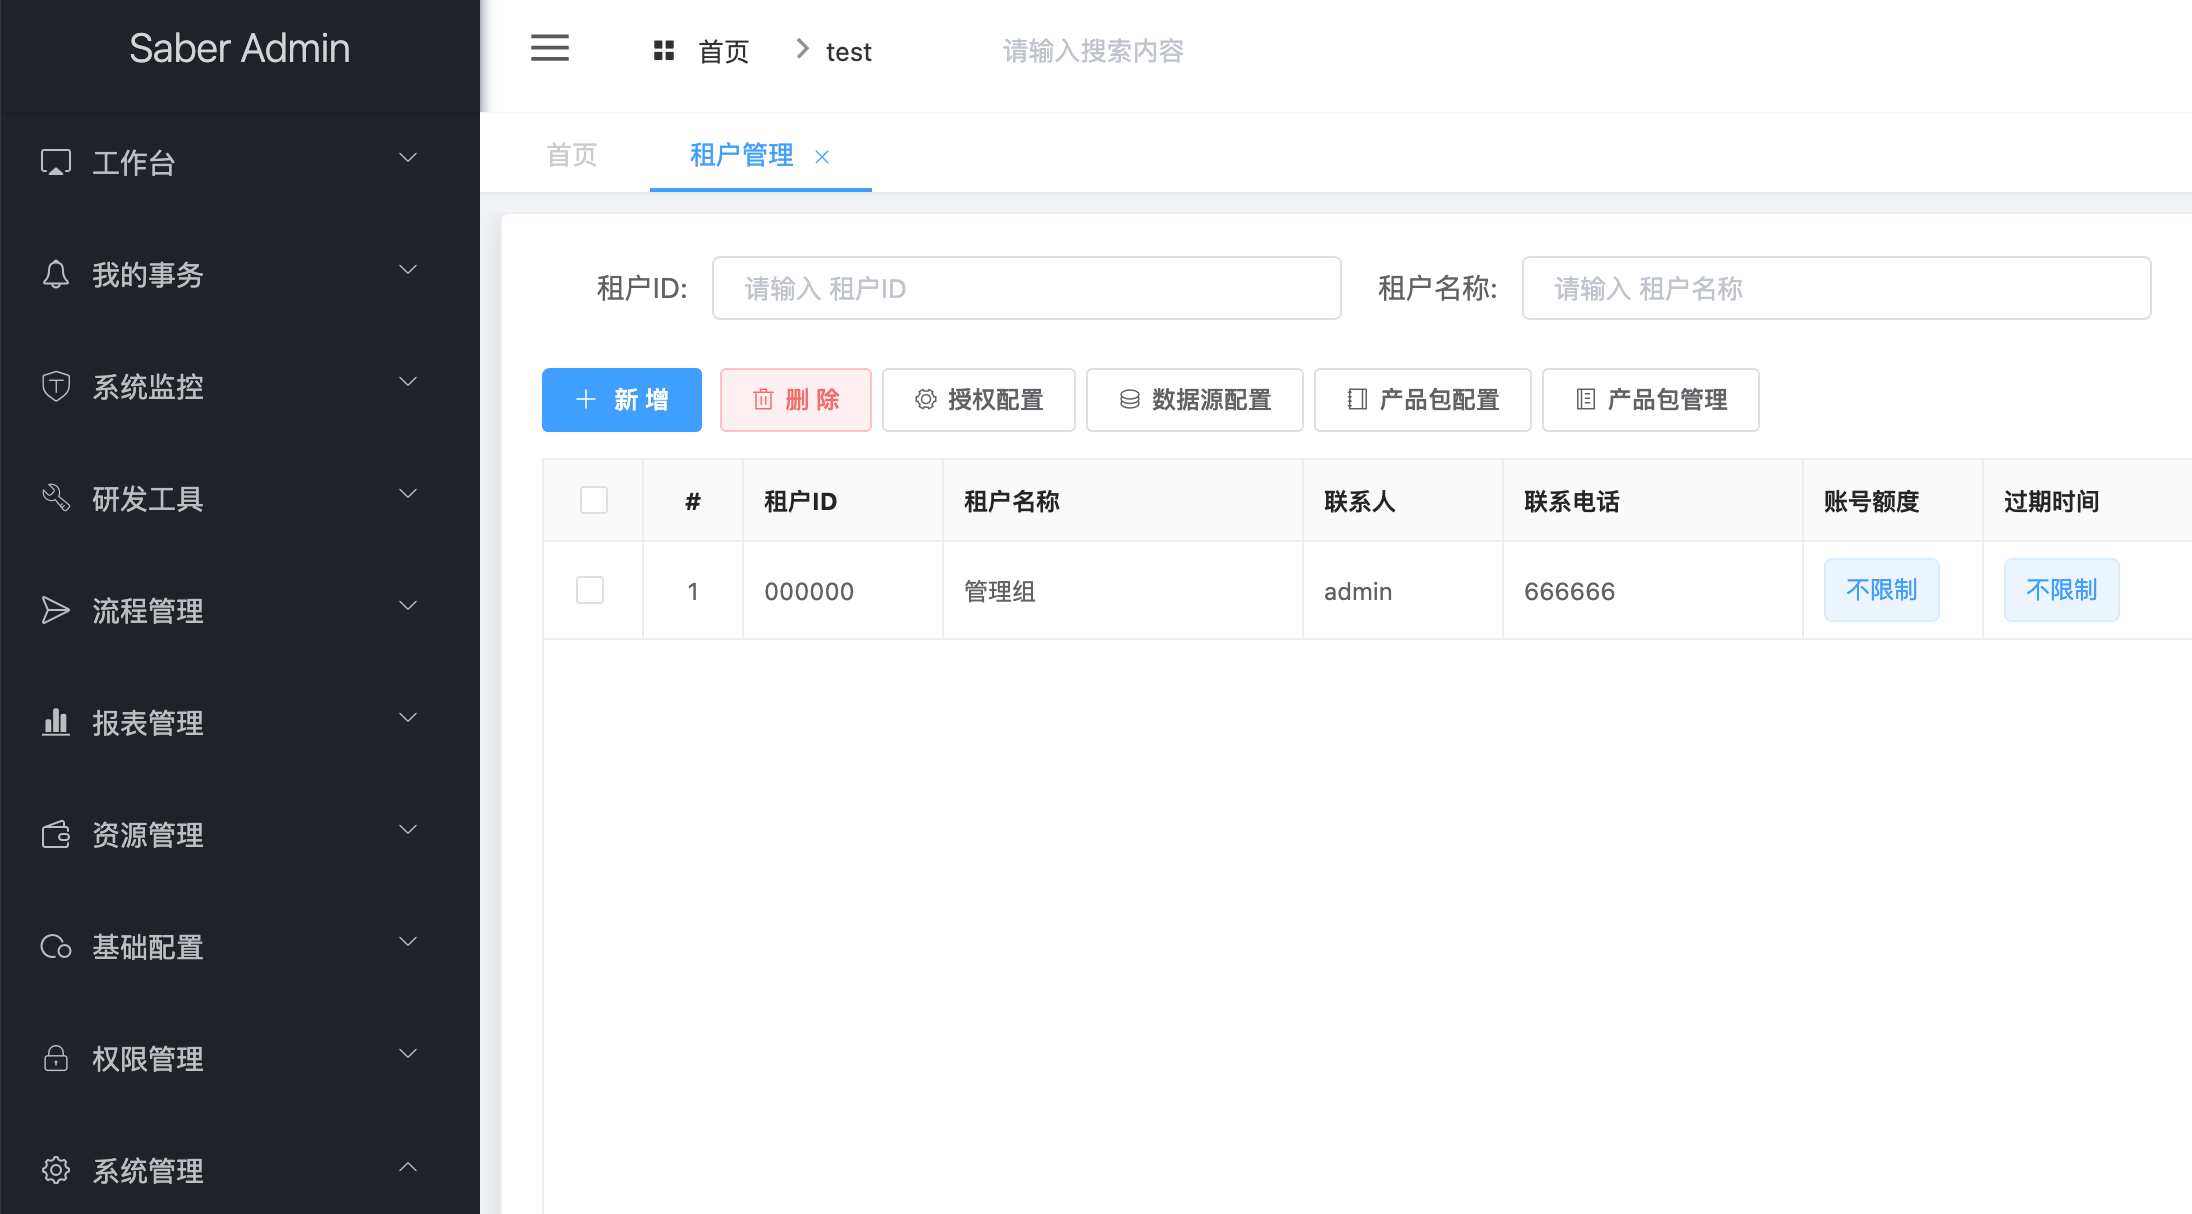 Saber Admin
首页 test 请输入搜索内容
首页 租户管理
工作台
我的事务
系统监控
研发工具
流程管理
报表管理
资源管理
基础配置
权限管理
系统管理
租户ID: 请输入 租户ID 租户名称: 请输入 租户名称
新 增 删 除 授权配置 数据源配置 产品包配置 产品包管理
# 租户ID 租户名称 联系人 联系电话 账号额度 过期时间
1 000000 管理组 admin 666666 不限制 不限制